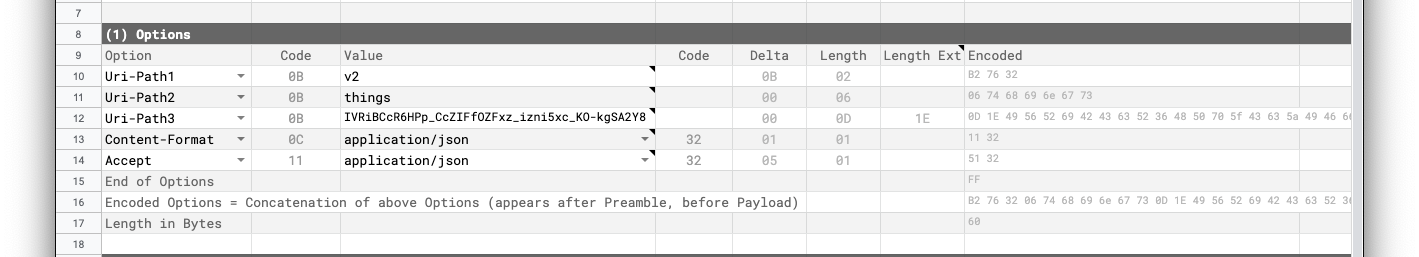 7
8 (1) Options
9 Option Code Value Code Delta Length Length Ext Encoded
10 Uri-Path1 0B v2 0B 02 B2 76 32
11 Uri-Path2 0B things 00 06 06 74 68 69 6e 67 73
12 Uri-Path3 0B IVRiBCcR6HPp_CcZIFfOZFxz_izni5xc_KO-kgSA2Y8 00 0D 1E 0D 1E 49 56 52 69 42 43 63 52 36 48 50 70 5f 43 63 5a 49 46 66
13 Content-Format 0C application/json 32 01 01 11 32
14 Accept 11 application/json 32 05 01 51 32
15 End of Options FF
16 Encoded Options = Concatenation of above Options (appears after Preamble, before Payload) B2 76 32 06 74 68 69 6e 67 73 0D 1E 49 56 52 69 42 43 63 52 36
17 Length in Bytes 60
18